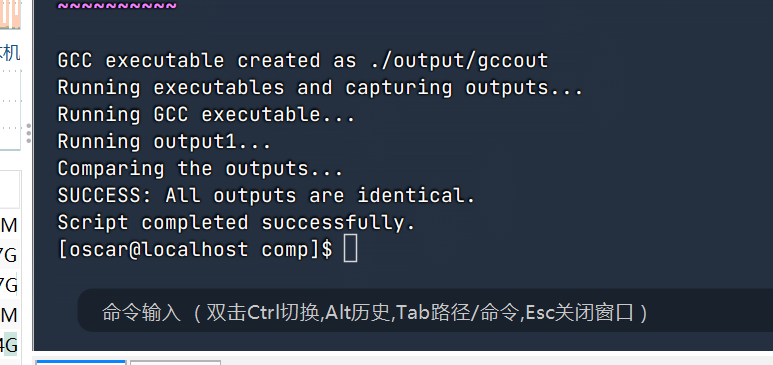 ~~~~~~~~~~
GCC executable created as ./output/gccout
Running executables and capturing outputs...
Running GCC executable...
Running output1...
Comparing the outputs...
SUCCESS: All outputs are identical.
Script completed successfully.
[oscar@localhost comp]$
命令输入 （双击Ctrl切换,Alt历史,Tab路径/命令,Esc关闭窗口）
机
M
7G
7G
M
4G